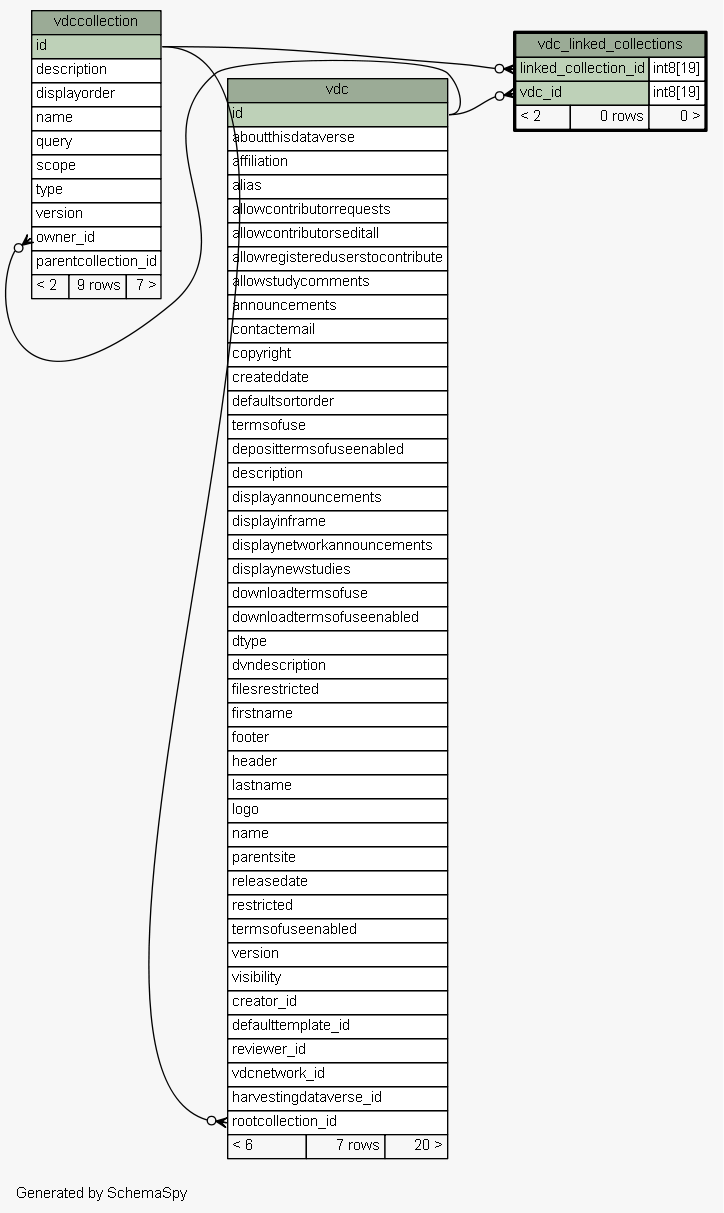 vdccollection
id
description
displayorder
name
query
scope
type
version
owner_id
parentcollection_id
< 2 9 rows 7 >
vdc
id
aboutthisdataverse
affiliation
alias
allowcontributorrequests
allowcontributorseditall
allowregistereduserstocontribute
allowstudycomments
announcements
contactemail
copyright
createddate
defaultsortorder
termsofuse
deposittermsofuseenabled
description
displayannouncements
displayinframe
displaynetworkannouncements
displaynewstudies
downloadtermsofuse
downloadtermsofuseenabled
dtype
dvndescription
filesrestricted
firstname
footer
header
lastname
logo
name
parentsite
releasedate
restricted
termsofuseenabled
version
visibility
creator_id
defaulttemplate_id
reviewer_id
vdcnetwork_id
harvestingdataverse_id
rootcollection_id
< 6 7 rows 20 >
vdc_linked_collections
linked_collection_id int8[19]
vdc_id int8[19]
< 2 0 rows 0 >
Generated by SchemaSpy